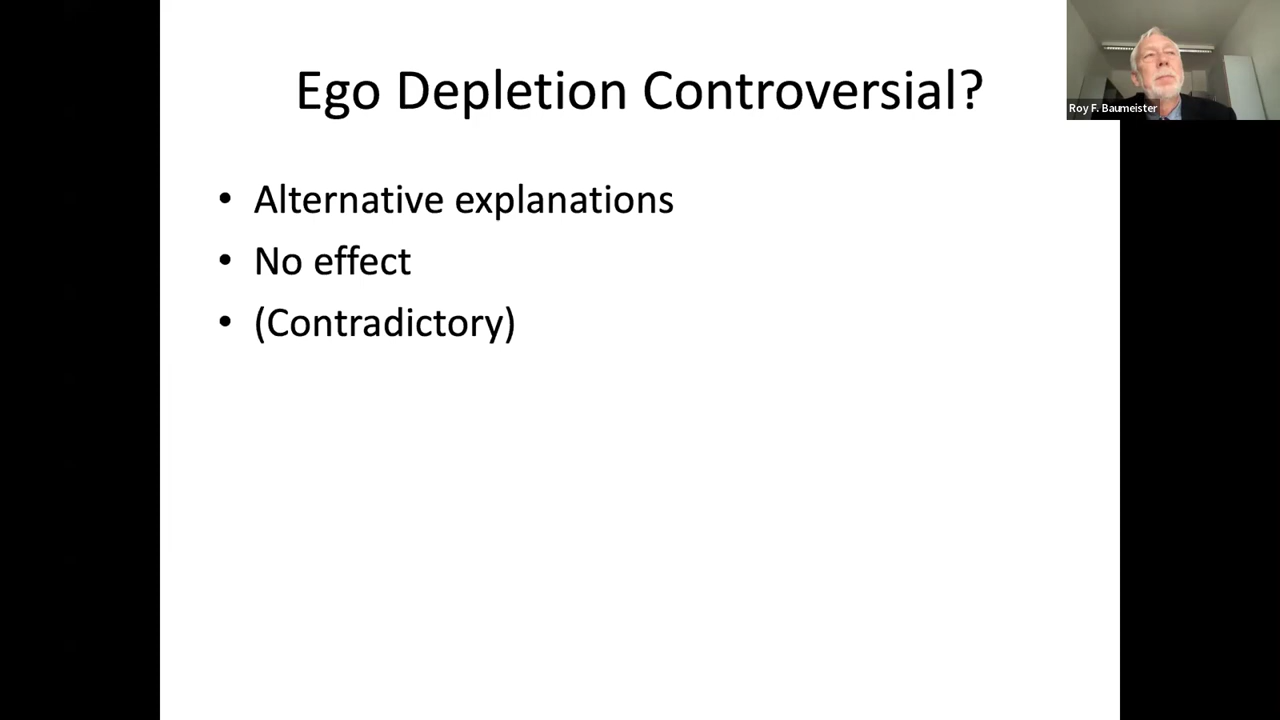 Ego Depletion Controversial?
Roy F. Baumeister
• Alternative explanations
• No effect
• (Contradictory)